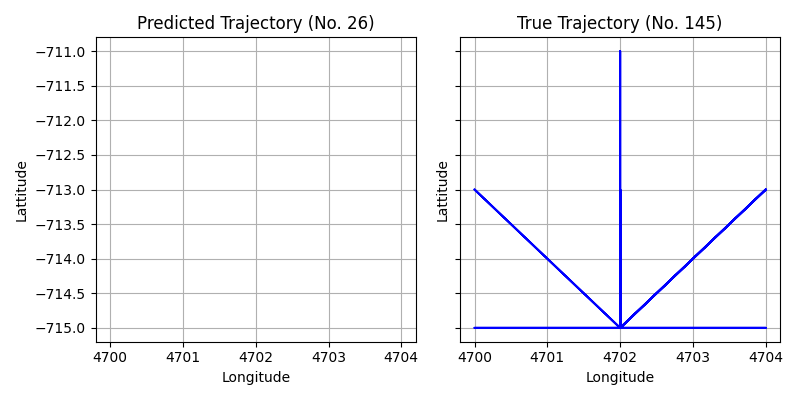 Predicted Trajectory (No. 26)
True Trajectory (No. 145)
−711.0
−711.5
−712.0
−712.5
−713.0
−713.5
−714.0
−714.5
−715.0
Lattitude
Lattitude
4700 4701 4702 4703 4704
4700 4701 4702 4703 4704
Longitude
Longitude